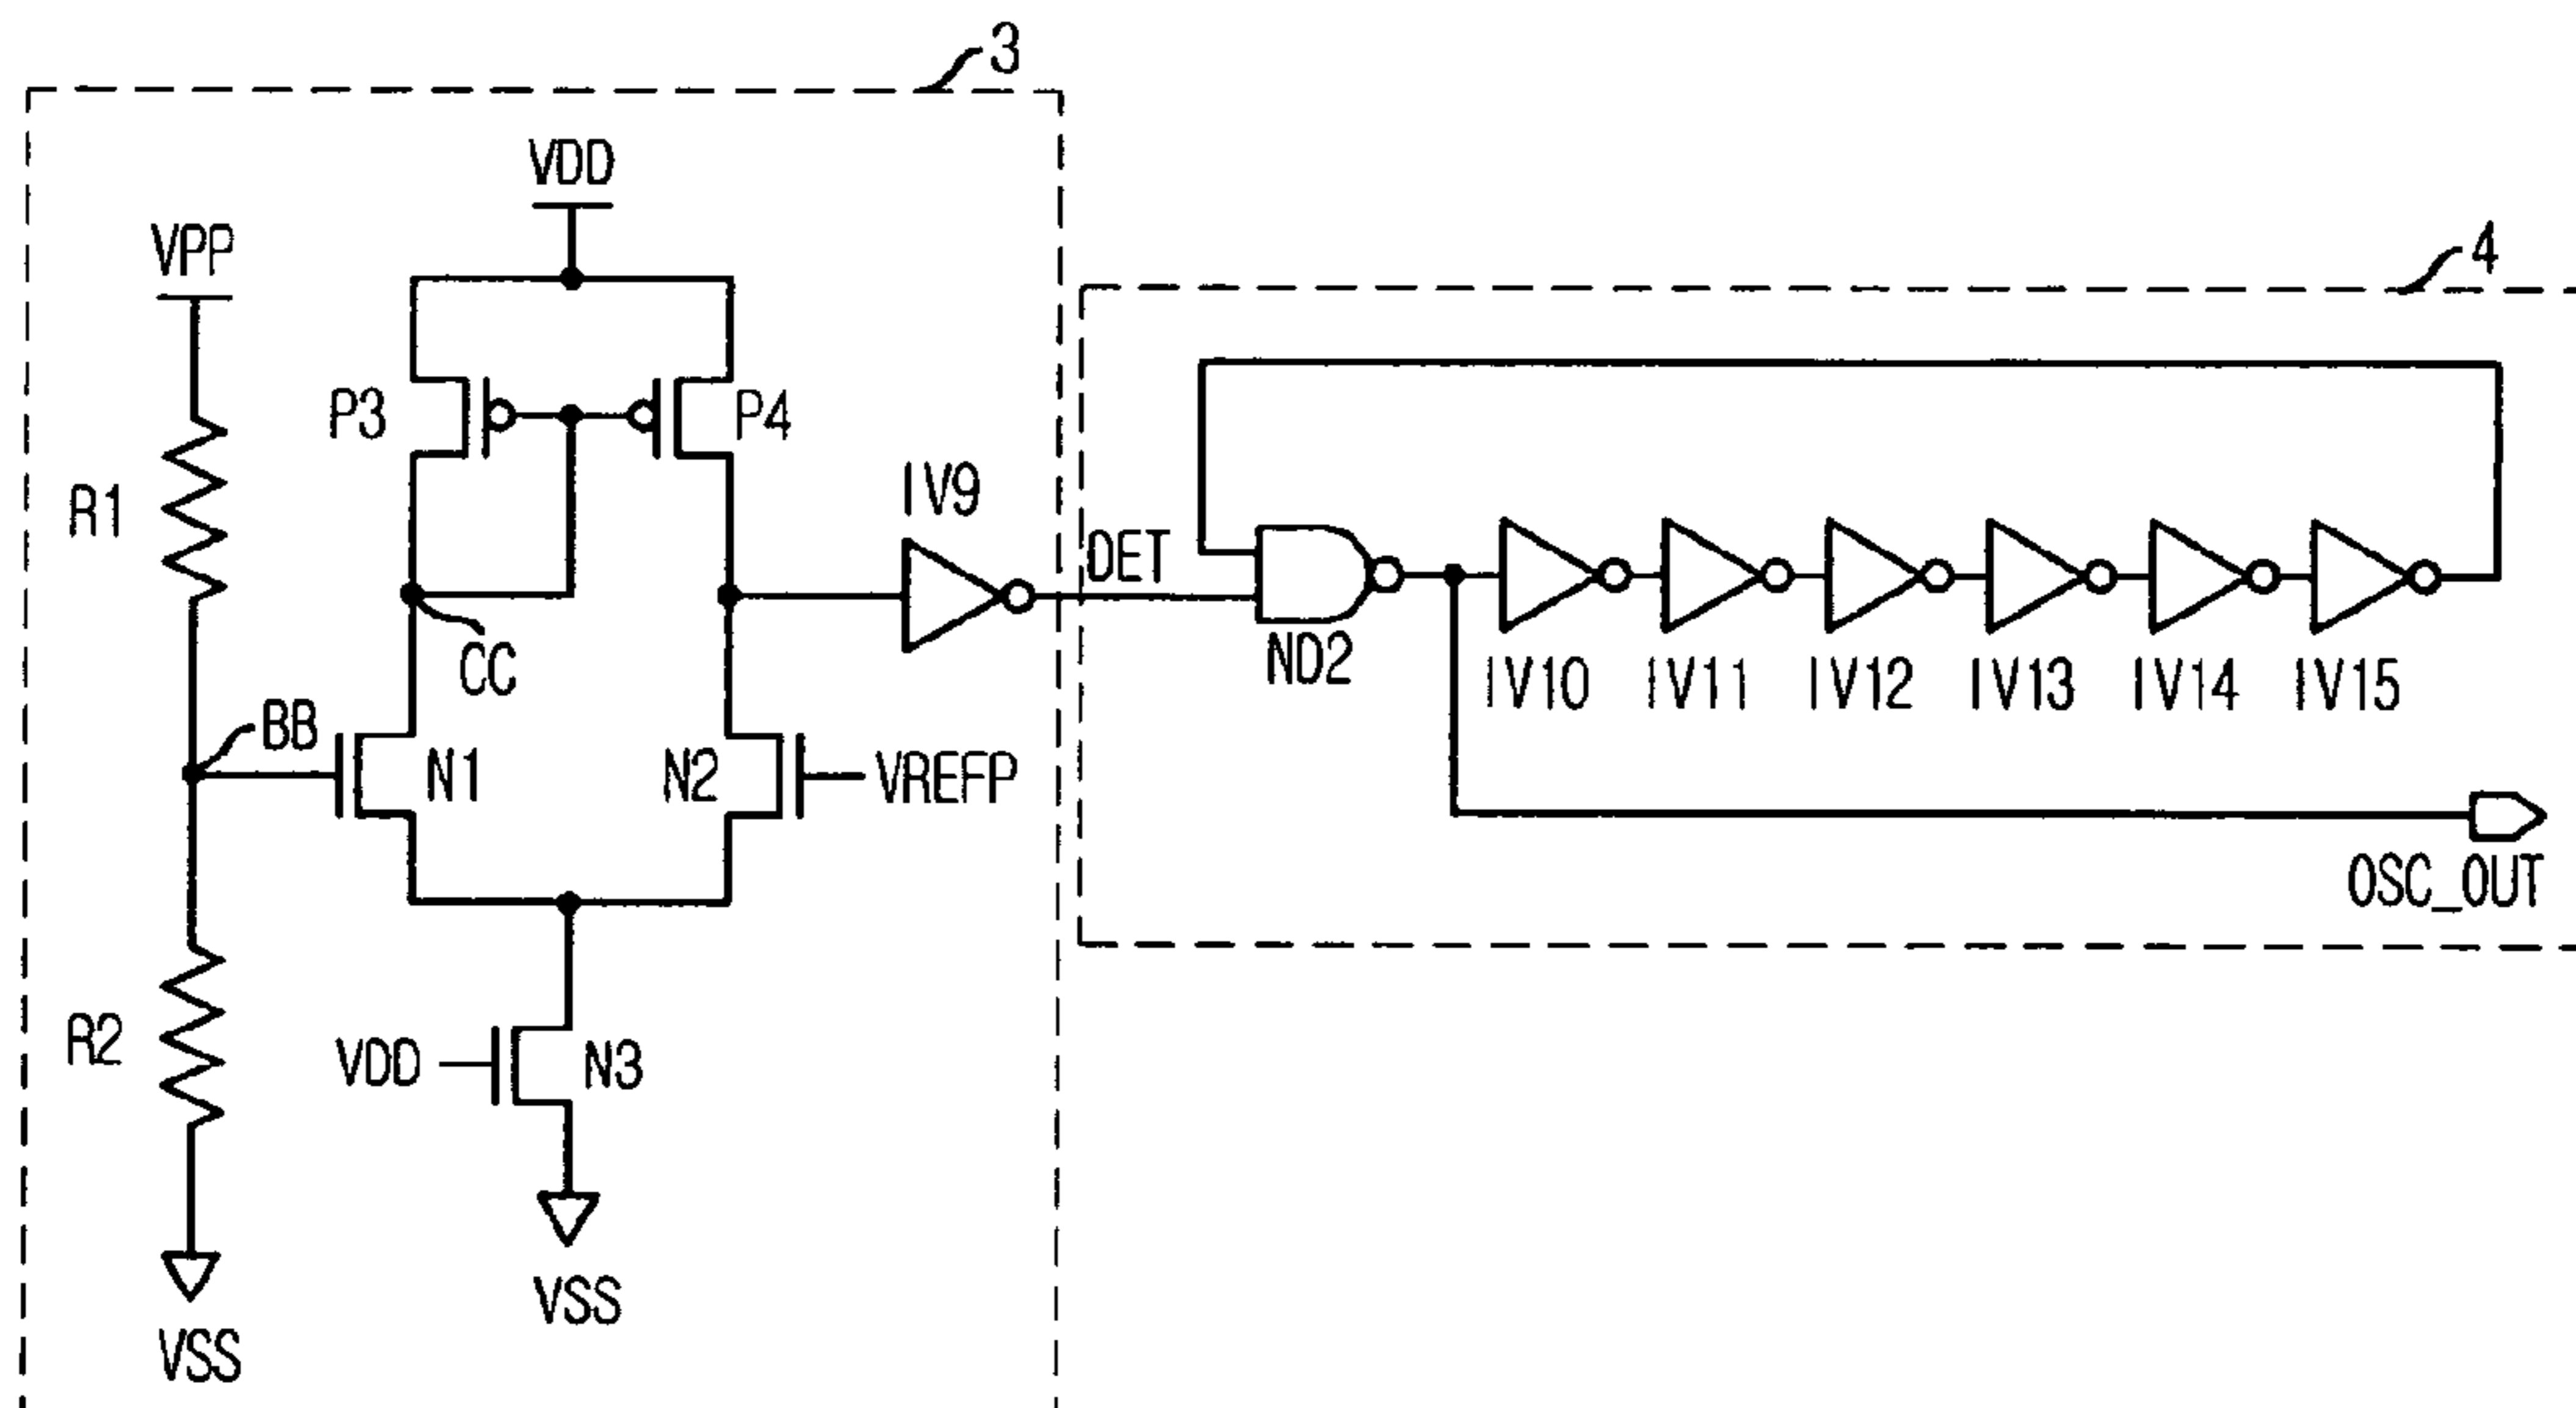 3
VDD
VPP
4
P3
P4
R1
IV9
DET
CC
ND2
IV10
IV11
IV12
IV13
IV14
IV15
BB
N1
N2
VREFP
OSC_OUT
R2
VDD
N3
VSS
VSS